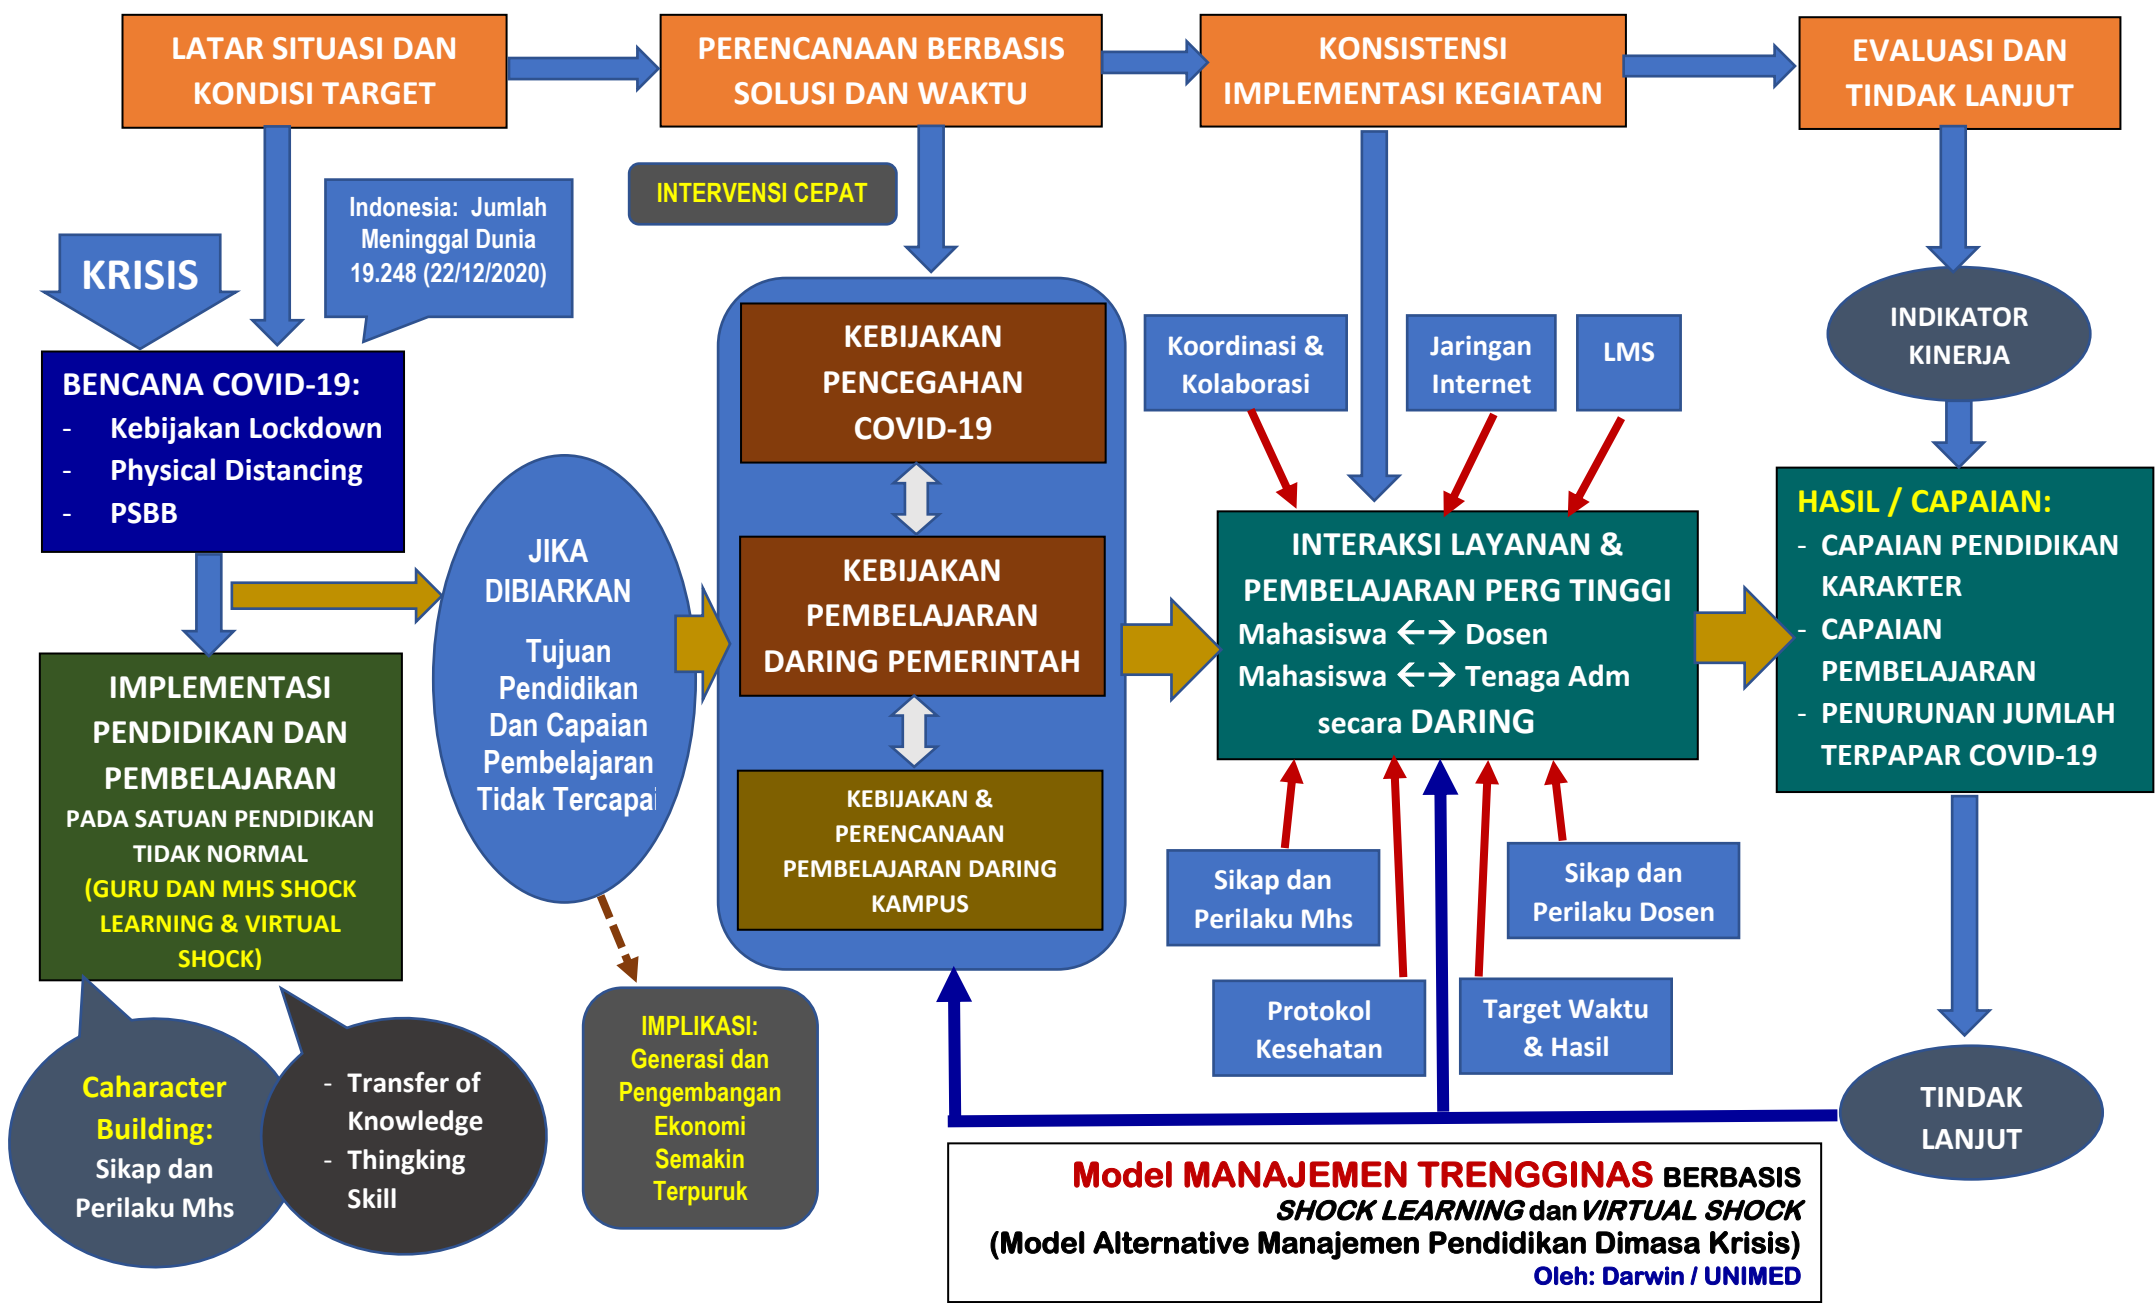 LATAR SITUASI DAN
KONDISI TARGET
PERENCANAAN BERBASIS
SOLUSI DAN WAKTU
KONSISTENSI
IMPLEMENTASI KEGIATAN
EVALUASI DAN
TINDAK LANJUT
INTERVENSI CEPAT
Indonesia: Jumlah
Meninggal Dunia
19.248 (22/12/2020)
KRISIS
BENCANA COVID-19:
- Kebijakan Lockdown
- Physical Distancing
- PSBB
IMPLEMENTASI
PENDIDIKAN DAN
PEMBELAJARAN
PADA SATUAN PENDIDIKAN
TIDAK NORMAL
(GURU DAN MHS SHOCK
LEARNING & VIRTUAL
SHOCK)
Caharacter
Building:
Sikap dan
Perilaku Mhs
- Transfer of
Knowledge
- Thingking
Skill
JIKA
DIBIARKAN
Tujuan
Pendidikan
Dan Capaian
Pembelajaran
Tidak Tercapai
IMPLIKASI:
Generasi dan
Pengembangan
Ekonomi
Semakin
Terpuruk
KEBIJAKAN
PENCEGAHAN
COVID-19
KEBIJAKAN
PEMBELAJARAN
DARING PEMERINTAH
KEBIJAKAN &
PERENCANAAN
PEMBELAJARAN DARING
KAMPUS
Koordinasi &
Kolaborasi
Jaringan
Internet
LMS
INTERAKSI LAYANAN &
PEMBELAJARAN PERG TINGGI
Mahasiswa ←→ Dosen
Mahasiswa ←→ Tenaga Adm
secara DARING
Sikap dan
Perilaku Mhs
Sikap dan
Perilaku Dosen
Protokol
Kesehatan
Target Waktu
& Hasil
INDIKATOR
KINERJA
HASIL / CAPAIAN:
- CAPAIAN PENDIDIKAN
KARAKTER
- CAPAIAN
PEMBELAJARAN
- PENURUNAN JUMLAH
TERPAPAR COVID-19
TINDAK
LANJUT
Model MANAJEMEN TRENGGINAS BERBASIS
SHOCK LEARNING dan VIRTUAL SHOCK
(Model Alternative Manajemen Pendidikan Dimasa Krisis)
Oleh: Darwin / UNIMED